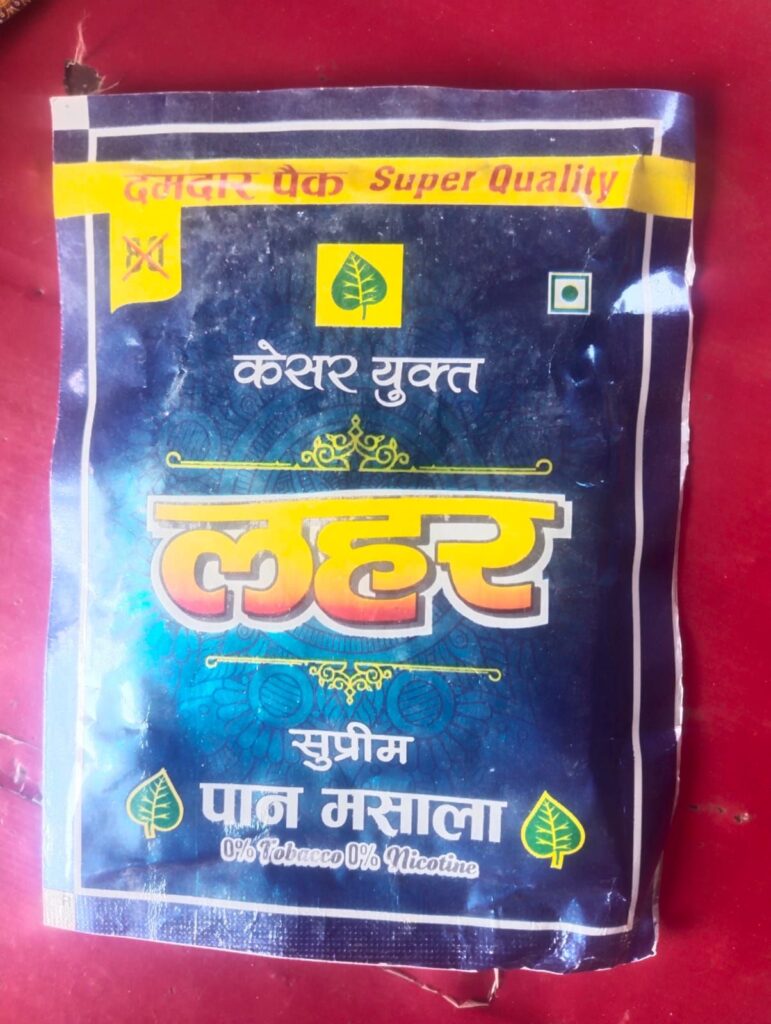 दमदार पैक Super Quality
केसर युक्त
लहर
सुप्रीम
पान मसाला
0% Tobacco 0% Nicotine